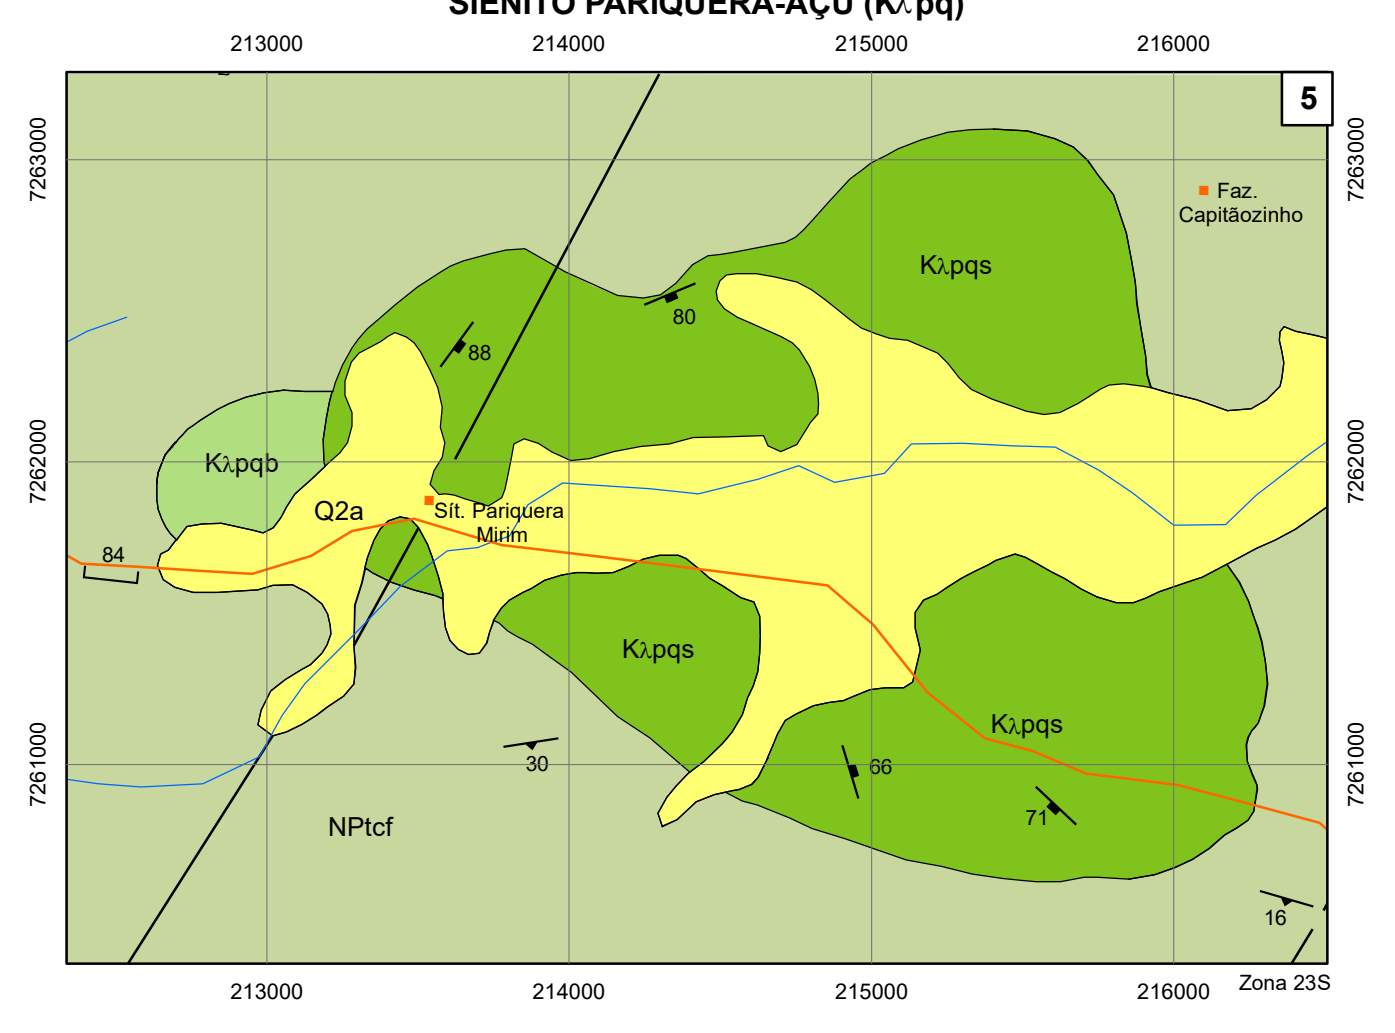 SIENITO PARIQUERA-AÇU (Kλpq)
213000 214000 215000 216000
5
7263000 7263000
Faz.
Capitãozinho
Kλpqs
80
88
Kλpqb
7262000 7262000
Q2a
Sít. Pariquera
Mirim
84
Kλpqs
Kλpqs
30
66
7261000 7261000
71
NPtcf
16
Zona 23S
213000 214000 215000 216000